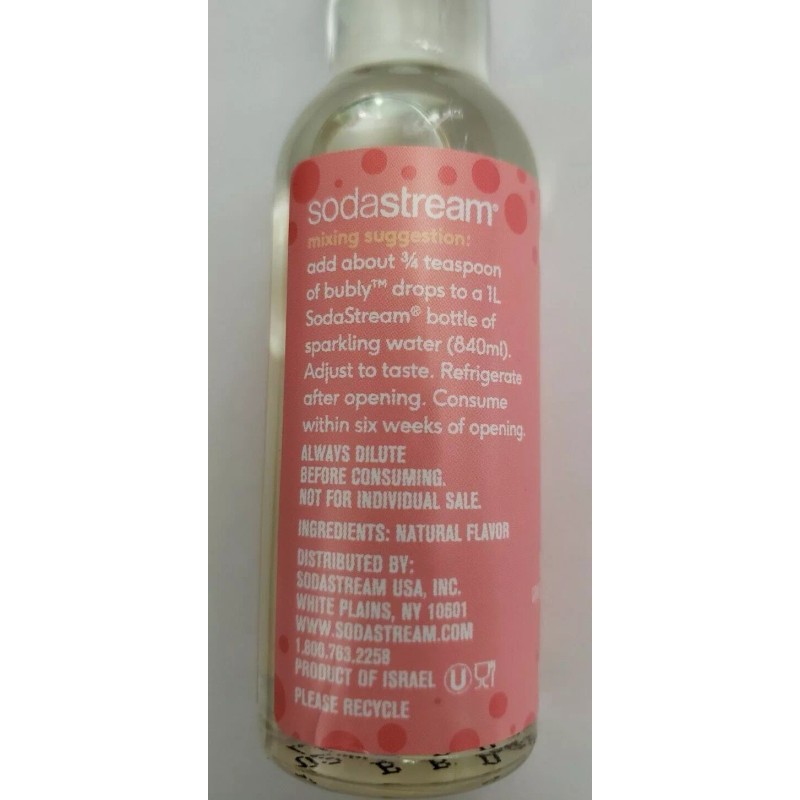 sodastream®
mixing suggestion:
add about ¾ teaspoon
of bubly™ drops to a 1L
SodaStream® bottle of
sparkling water (840ml).
Adjust to taste. Refrigerate
after opening. Consume
within six weeks of opening.
ALWAYS DILUTE
BEFORE CONSUMING.
NOT FOR INDIVIDUAL SALE.
INGREDIENTS: NATURAL FLAVOR
DISTRIBUTED BY:
SODASTREAM USA, INC.
WHITE PLAINS, NY 10601
WWW.SODASTREAM.COM
1.800.763.2258
PRODUCT OF ISRAEL U
PLEASE RECYCLE